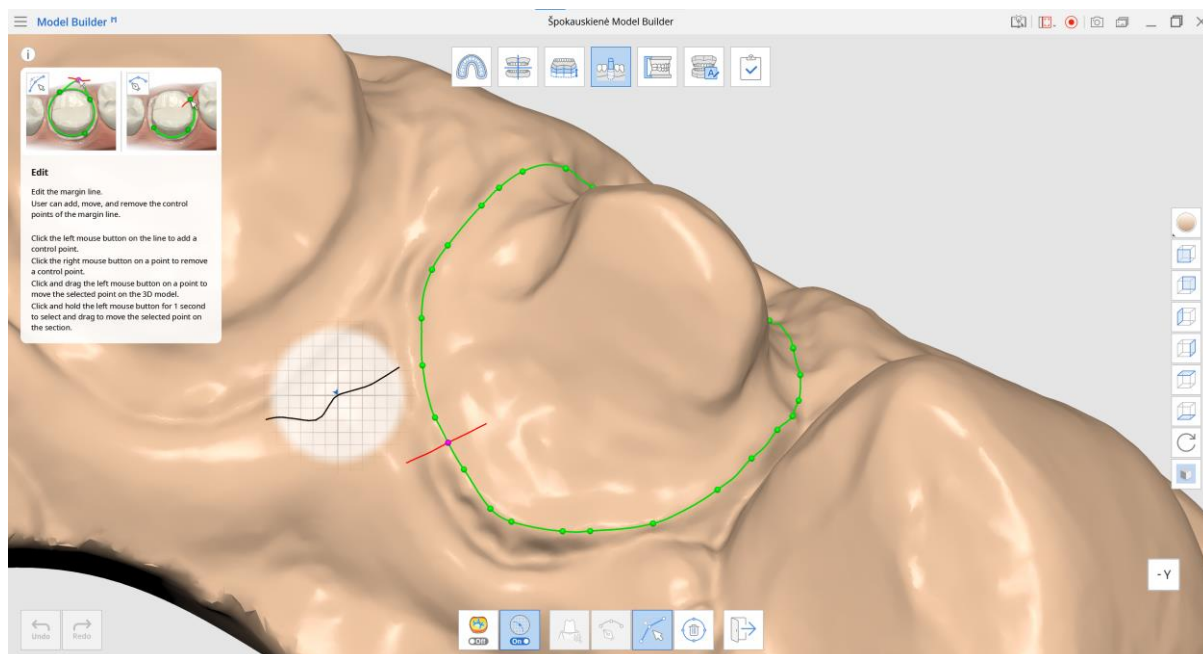 Model Builder M
Špokauskienė Model Builder
Edit
Edit the margin line.
User can add, move, and remove the control
points of the margin line.
Click the left mouse button on the line to add a
control point.
Click the right mouse button on a point to remove
a control point.
Click and drag the left mouse button on a point to
move the selected point on the 3D model.
Click and hold the left mouse button for 1 second
to select and drag to move the selected point on
the section.
A
- Y
Undo
Redo
Off
On